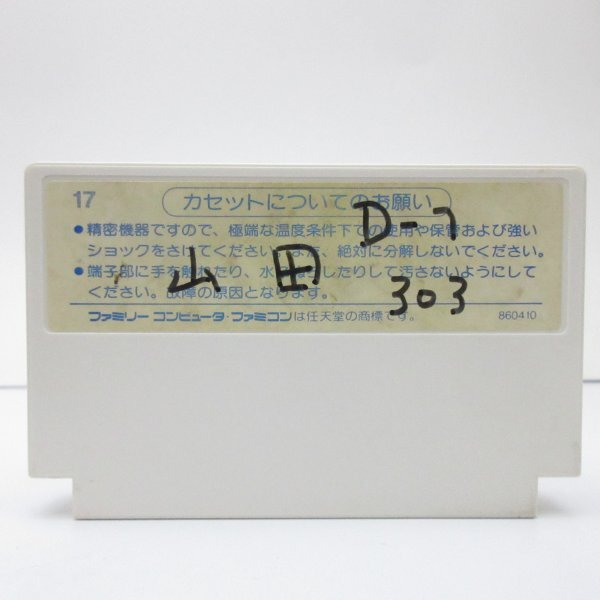 17
カセットについてのお願い
●精密機器ですので、極端な温度条件下での使用や保管および強い
ショックをさけてください。また、絶対に分解しないでください。
●端子部に手を触れたり、水にぬらしたりして汚さないようにして
ください。故障の原因となります。
ファミリーコンピュータ・ファミコンは任天堂の商標です。
860410
D-7
山田
303